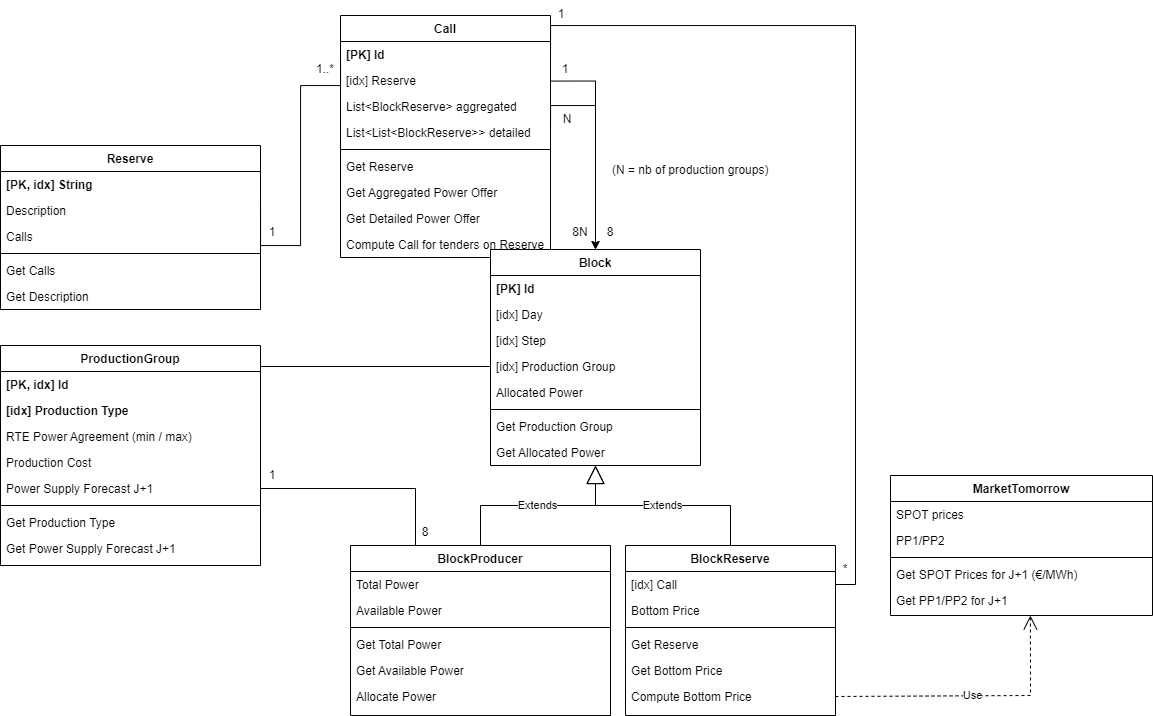 1
Call
[PK] Id
[idx] Reserve
List<BlockReserve> aggregated
List<List<BlockReserve>> detailed
Get Reserve
Get Aggregated Power Offer
Get Detailed Power Offer
Compute Call for tenders on Reserve
1..*
1
N
(N = nb of production groups)
8N
8
Reserve
[PK, idx] String
Description
Calls
Get Calls
Get Description
1
Block
[PK] Id
[idx] Day
[idx] Step
[idx] Production Group
Allocated Power
Get Production Group
Get Allocated Power
ProductionGroup
[PK, idx] Id
[idx] Production Type
RTE Power Agreement (min / max)
Production Cost
Power Supply Forecast J+1
Get Production Type
Get Power Supply Forecast J+1
1
8
Extends
Extends
BlockProducer
Total Power
Available Power
Get Total Power
Get Available Power
Allocate Power
BlockReserve
[idx] Call
Bottom Price
Get Reserve
Get Bottom Price
Compute Bottom Price
*
MarketTomorrow
SPOT prices
PP1/PP2
Get SPOT Prices for J+1 (€/MWh)
Get PP1/PP2 for J+1
Use